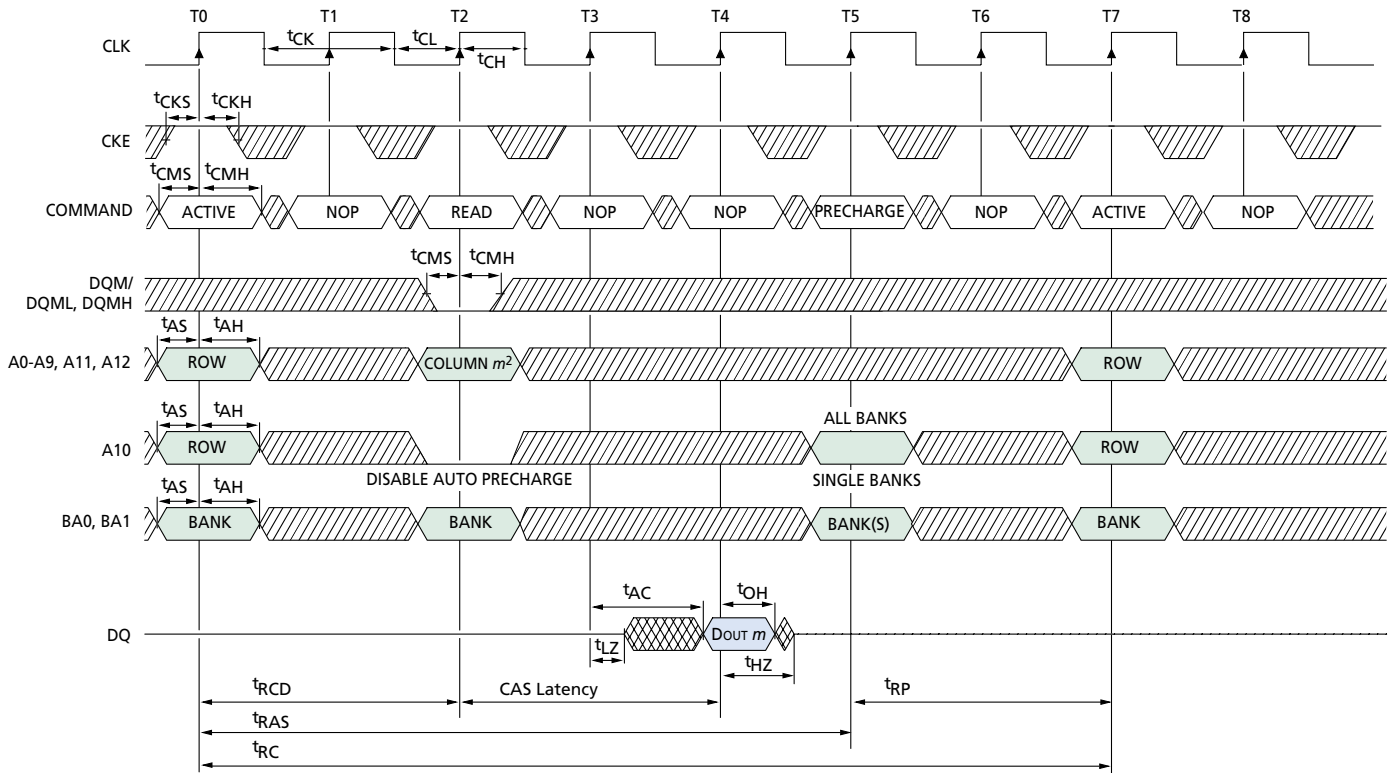 T0 T1 T2 T3 T4 T5 T6 T7 T8
CLK
tCK tCL
tCH
tCKS tCKH
CKE
tCMS tCMH
COMMAND ACTIVE NOP READ NOP NOP PRECHARGE NOP ACTIVE NOP
tCMS tCMH
DQM/
DQML, DQMH
tAS tAH
A0-A9, A11, A12 ROW COLUMN m2 ROW
tAS tAH
ALL BANKS
A10 ROW ROW
DISABLE AUTO PRECHARGE SINGLE BANKS
tAS tAH
BA0, BA1 BANK BANK BANK(S) BANK
tAC tOH
DQ DOUT m
tLZ tHZ
tRCD CAS Latency tRP
tRAS
tRC